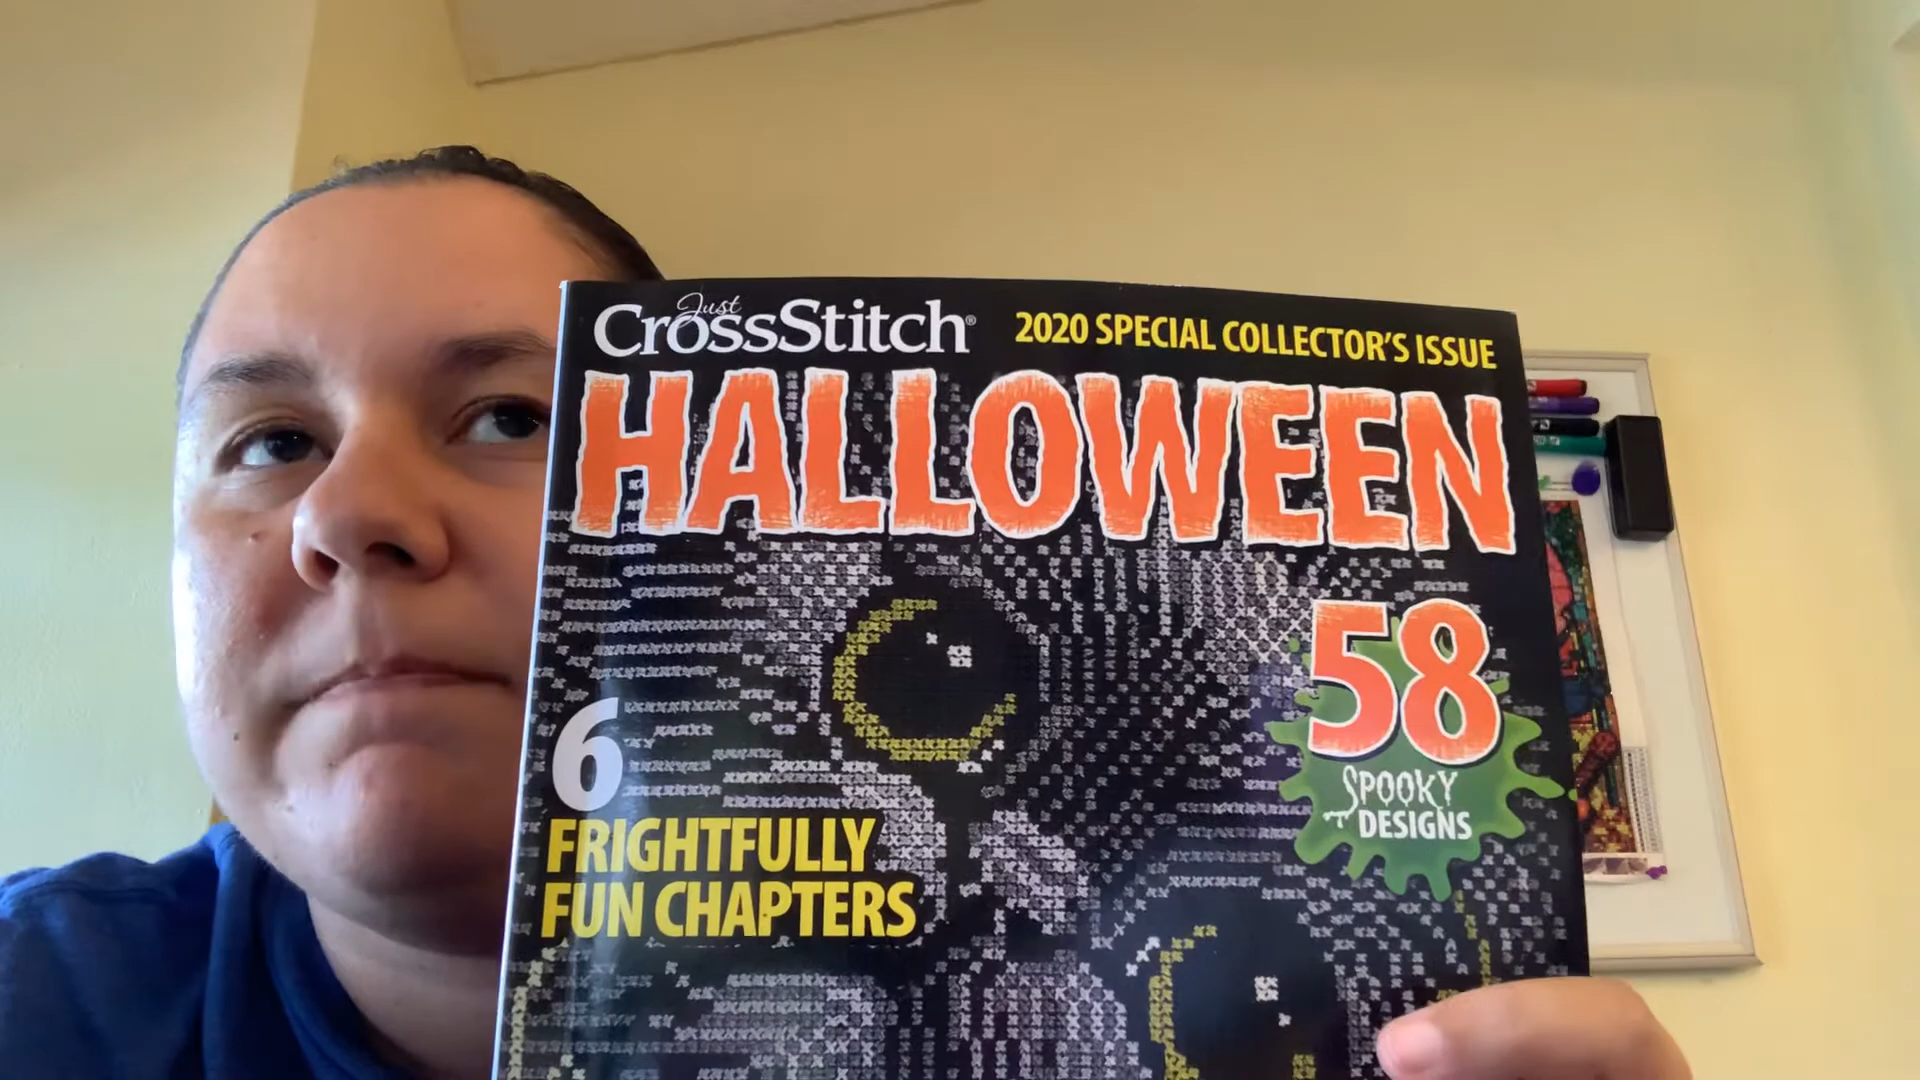 Just
CrossStitch®
2020 SPECIAL COLLECTOR'S ISSUE
HALLOWEEN
58
SPOOKY
DESIGNS
6
FRIGHTFULLY
FUN CHAPTERS